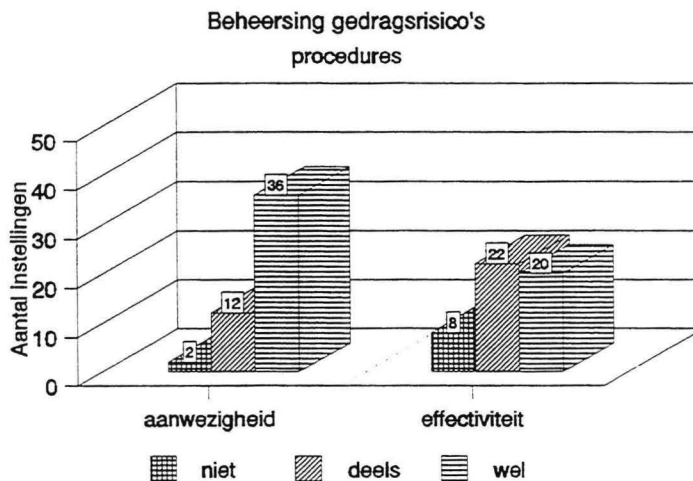 Beheersing gedragsrisico's
procedures
Aantal Instellingen
50
40
30
20
10
0
2
12
36
8
22
20
aanwezigheid
effectiviteit
niet
deels
wel